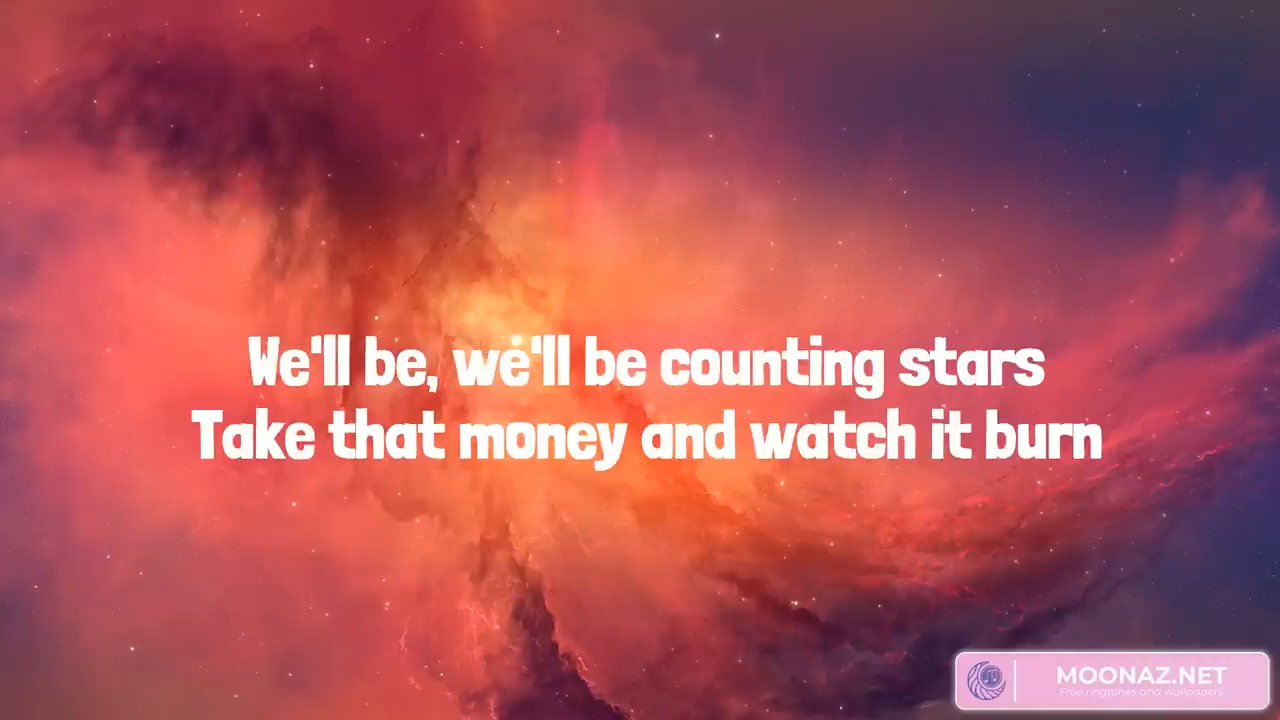 We'll be, we'll be counting stars
Take that money and watch it burn
MOONAZ.NET
Free ringtones and wallpapers